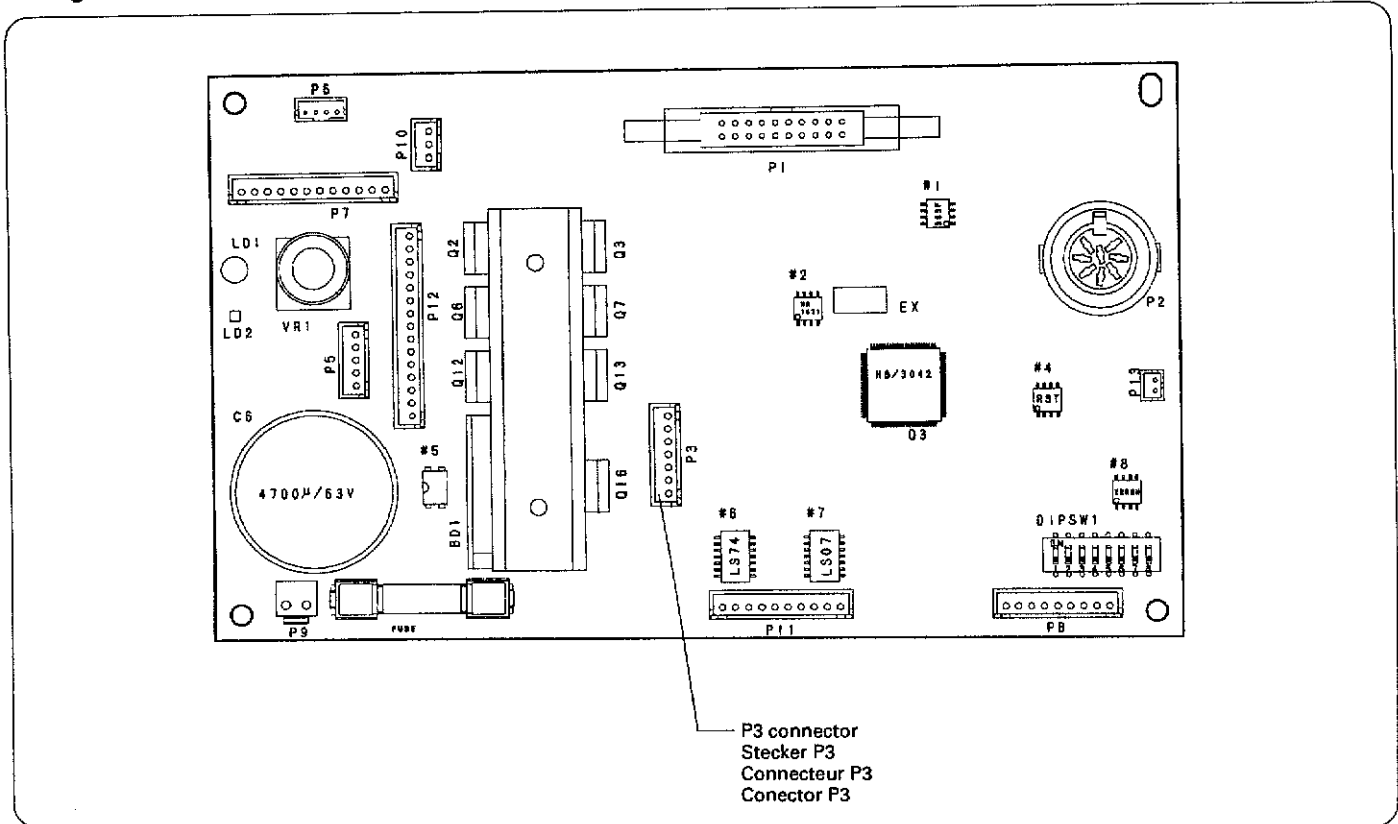 P6
P10
P1
P7
#1
LD1
Q2
Q3
#2
P12
P2
Q6
Q7
EX
LD2
VR1
P5
Q12
Q13
H8/3042
#4
P13
RST
C6
Q3
P3
#5
Q16
#8
4700μ/63V
BD1
#6
#7
DIPSW1
LS74
LS07
P9
FUSE
P11
P8
P3 connector
Stecker P3
Connecteur P3
Conector P3